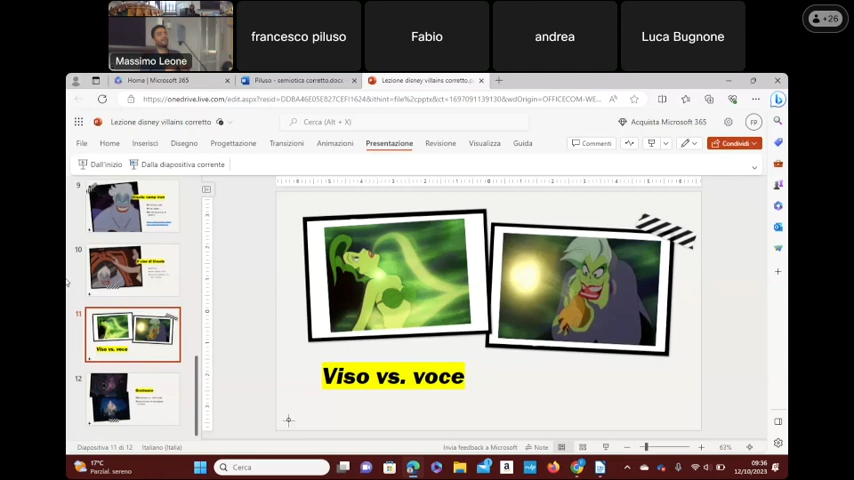 Massimo Leone
francesco piluso
Fabio
andrea
Luca Bugnone
+26
Home | Microsoft 365
Piluso - semiotica corretto.docx
Lezione disney villains corretto.p
https://onedrive.live.com/edit.aspx?resid=DDBA46E05E827CEF!1624&ithint=file%2cpptx&ct=1697091139130&wdOrigin=OFFICECOM-WE...
Lezione disney villains corretto
Cerca (Alt + X)
Acquista Microsoft 365
FP
File
Home
Inserisci
Disegno
Progettazione
Transizioni
Animazioni
Presentazione
Revisione
Visualizza
Guida
Commenti
Condividi
Dall'inizio
Dalla diapositiva corrente
9
10
11
Viso vs. voce
12
Viso vs. voce
Diapositiva 11 di 12
Italiano (Italia)
Invia feedback a Microsoft
Note
63%
17°C
Parzial. sereno
Cerca
09:36
12/10/2023